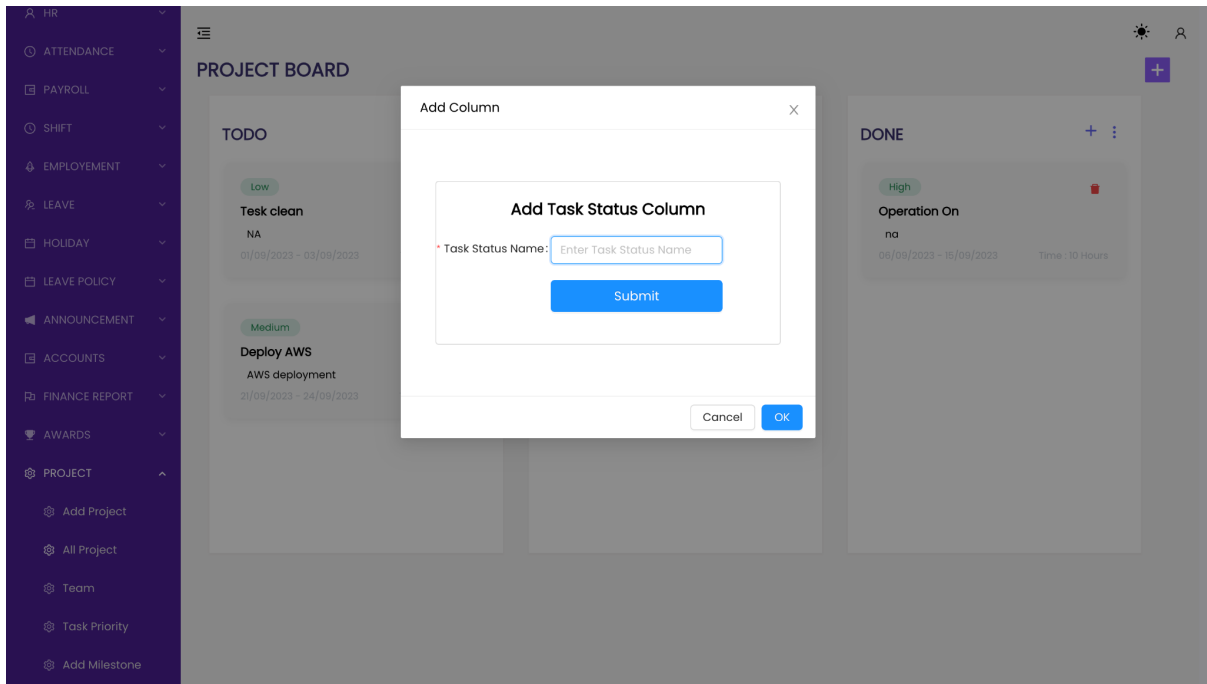 HR
ATTENDANCE
PAYROLL
SHIFT
EMPLOYEMENT
LEAVE
HOLIDAY
LEAVE POLICY
ANNOUNCEMENT
ACCOUNTS
FINANCE REPORT
AWARDS
PROJECT
Add Project
All Project
Team
Task Priority
Add Milestone
PROJECT BOARD
TODO
Low
Tesk clean
NA
01/09/2023 - 03/09/2023
Medium
Deploy AWS
AWS deployment
21/09/2023 - 24/09/2023
Add Column
Add Task Status Column
* Task Status Name: Enter Task Status Name
Submit
Cancel OK
DONE
High
Operation On
na
06/09/2023 - 15/09/2023 Time : 10 Hours